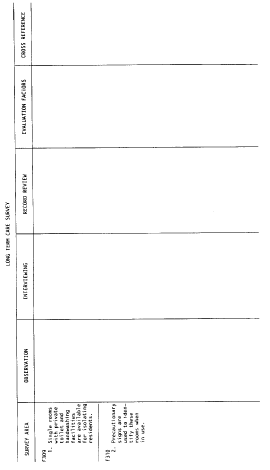 LONG TERM CARE SURVEY
SURVEY AREA
OBSERVATION
INTERVIEWING
RECORD REVIEW
EVALUATION FACTORS
CROSS REFERENCE
F309
1. Single rooms
with private
toilet and
handwashing
facilities
are available
for isolating
residents.
F310
2. Precautionary
signs are
used to iden-
tify these
rooms when
in use.